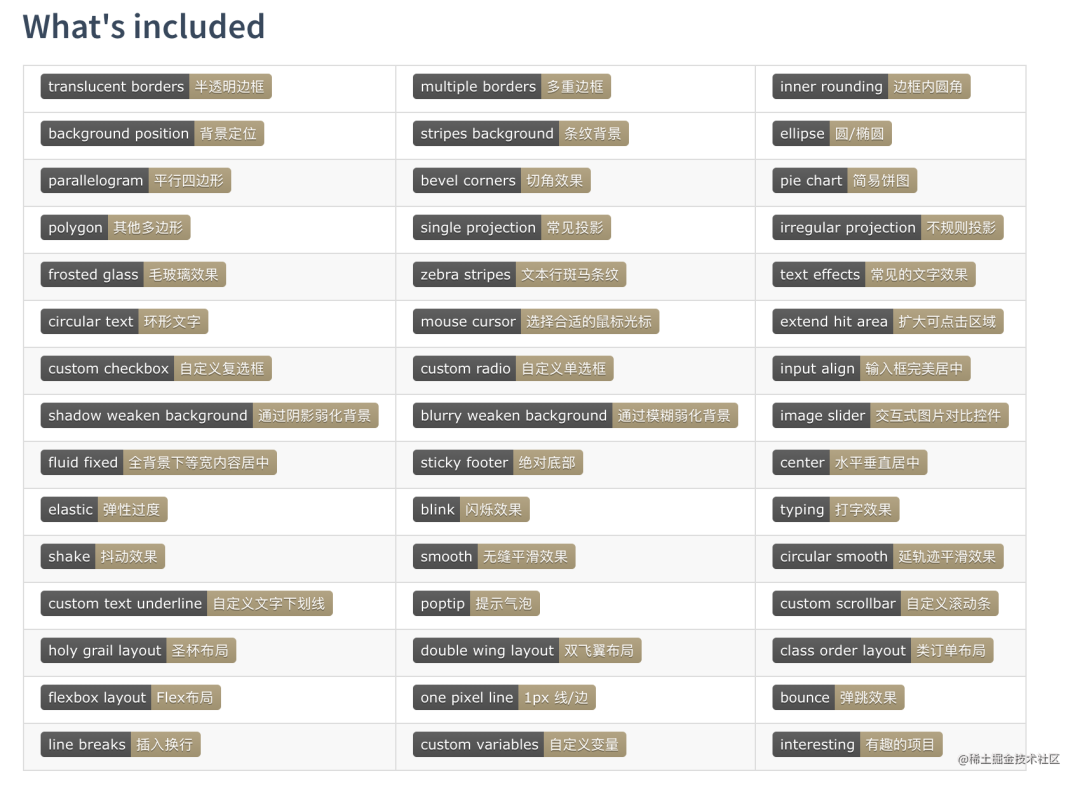 What's included
translucent borders 半透明边框 multiple borders 多重边框 inner rounding 边框内圆角
background position 背景定位 stripes background 条纹背景 ellipse 圆/椭圆
parallelogram 平行四边形 bevel corners 切角效果 pie chart 简易饼图
polygon 其他多边形 single projection 常见投影 irregular projection 不规则投影
frosted glass 毛玻璃效果 zebra stripes 文本行斑马条纹 text effects 常见的文字效果
circular text 环形文字 mouse cursor 选择合适的鼠标光标 extend hit area 扩大可点击区域
custom checkbox 自定义复选框 custom radio 自定义单选框 input align 输入框完美居中
shadow weaken background 通过阴影弱化背景 blurry weaken background 通过模糊弱化背景 image slider 交互式图片对比控件
fluid fixed 全背景下等宽内容居中 sticky footer 绝对底部 center 水平垂直居中
elastic 弹性过度 blink 闪烁效果 typing 打字效果
shake 抖动效果 smooth 无缝平滑效果 circular smooth 延轨迹平滑效果
custom text underline 自定义文字下划线 poptip 提示气泡 custom scrollbar 自定义滚动条
holy grail layout 圣杯布局 double wing layout 双飞翼布局 class order layout 类订单布局
flexbox layout Flex布局 one pixel line 1px 线/边 bounce 弹跳效果
line breaks 插入换行 custom variables 自定义变量 interesting 有趣的项目
@稀土掘金技术社区